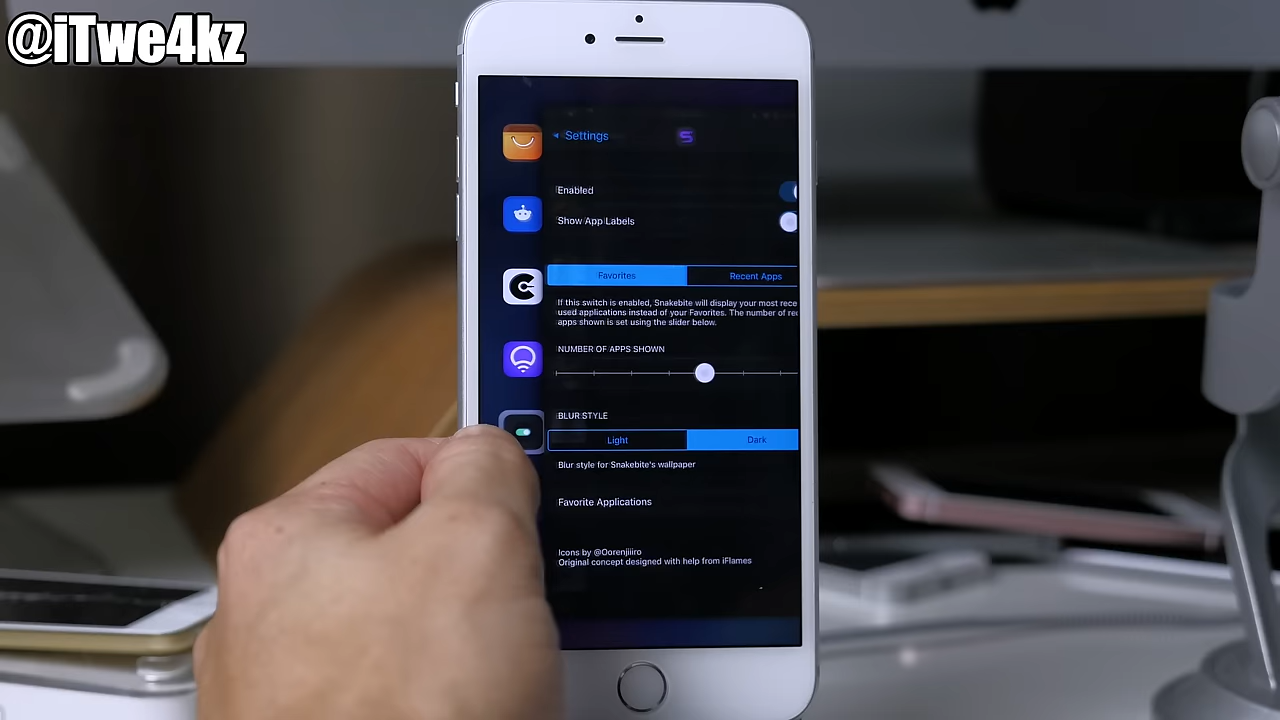 @iTwe4kz
Settings
Enabled
Show App Labels
Favorites
Recent Apps
If this switch is enabled, Snakebite will display your most rece
used applications instead of your Favorites. The number of re
apps shown is set using the slider below.
NUMBER OF APPS SHOWN
BLUR STYLE
Light
Dark
Blur style for Snakebite's wallpaper
Favorite Applications
Icons by @Oorenjiiiro
Original concept designed with help from iFlames